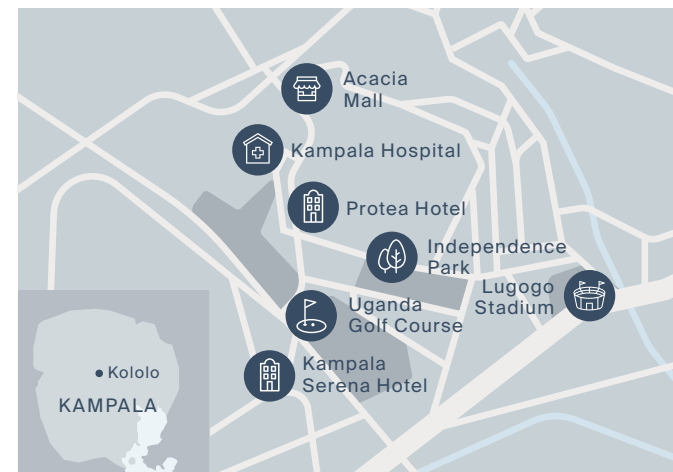 Acacia
Mall
Kampala Hospital
Protea Hotel
Independence
Park
Lugogo
Stadium
Uganda
Golf Course
Kampala
Serena Hotel
Kololo
KAMPALA